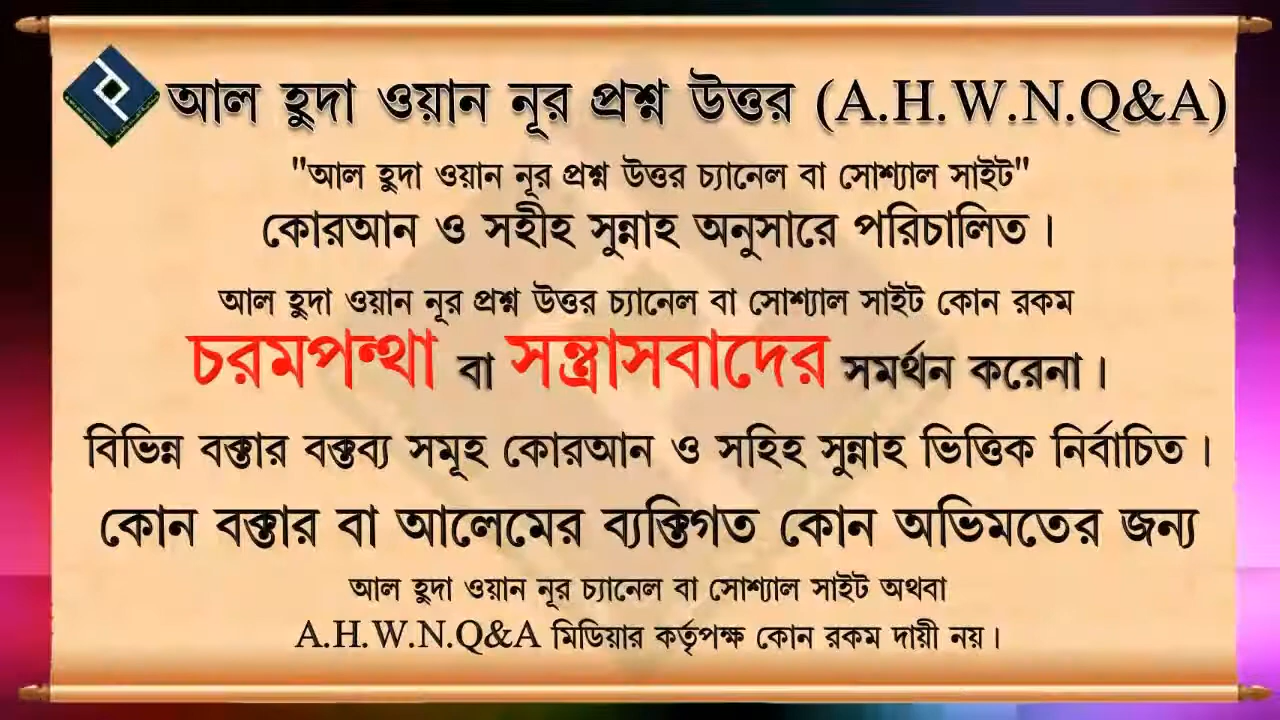 আল হুদা ওয়ান নূর প্রশ্ন উত্তর (A.H.W.N.Q&A)
"আল হুদা ওয়ান নূর প্রশ্ন উত্তর চ্যানেল বা সোশ্যাল সাইট"
কোরআন ও সহীহ সুন্নাহ অনুসারে পরিচালিত।
আল হুদা ওয়ান নূর প্রশ্ন উত্তর চ্যানেল বা সোশ্যাল সাইট কোন রকম
চরমপন্থা বা সন্ত্রাসবাদের সমর্থন করেনা।
বিভিন্ন বক্তার বক্তব্য সমূহ কোরআন ও সহিহ সুন্নাহ ভিত্তিক নির্বাচিত।
কোন বক্তার বা আলেমের ব্যক্তিগত কোন অভিমতের জন্য
আল হুদা ওয়ান নূর চ্যানেল বা সোশ্যাল সাইট অথবা
A.H.W.N.Q&A মিডিয়ার কর্তৃপক্ষ কোন রকম দায়ী নয়।